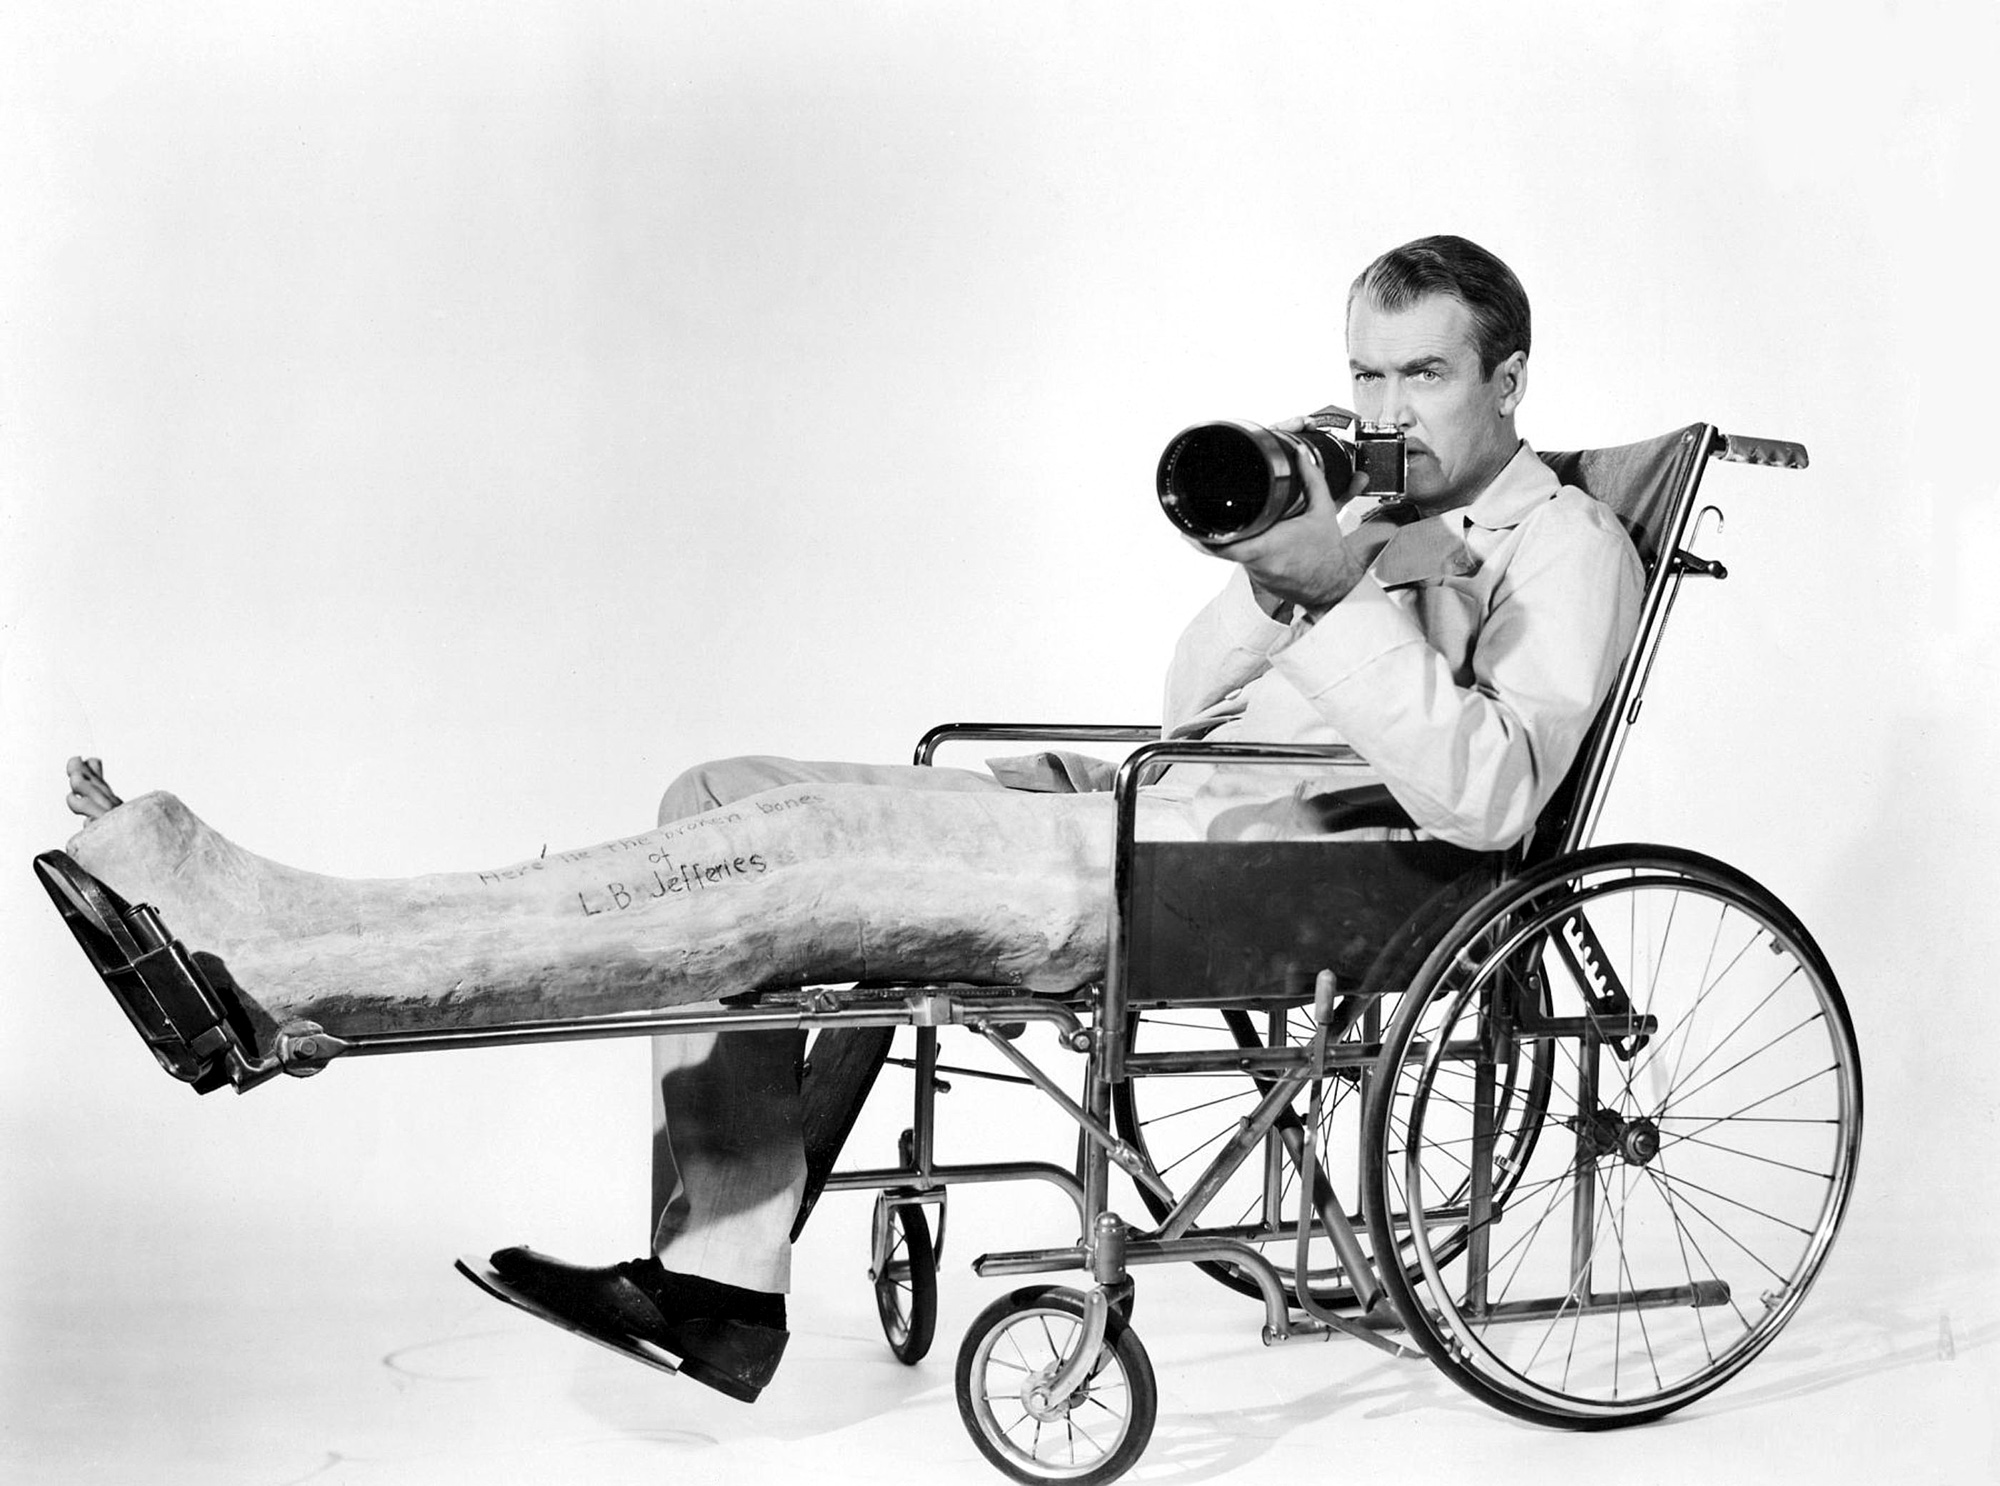 Here lie the broken bones
of
L.B. Jefferies